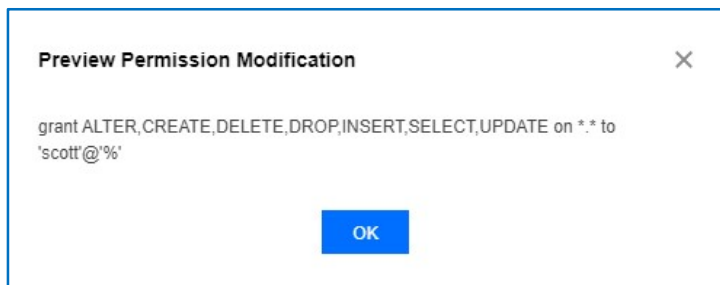 Preview Permission Modification
grant ALTER,CREATE,DELETE,DROP,INSERT,SELECT,UPDATE on *.* to
'scott'@'%'
OK